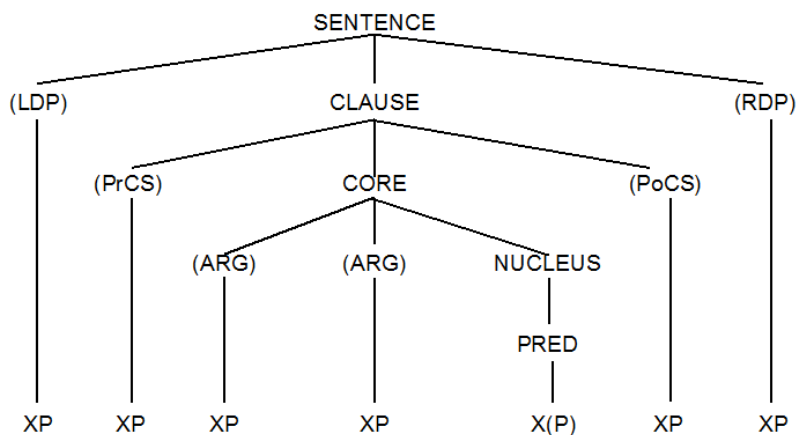 SENTENCE
(LDP) CLAUSE (RDP)
(PrCS) CORE (PoCS)
(ARG) (ARG) NUCLEUS
PRED
XP XP XP XP X(P) XP XP